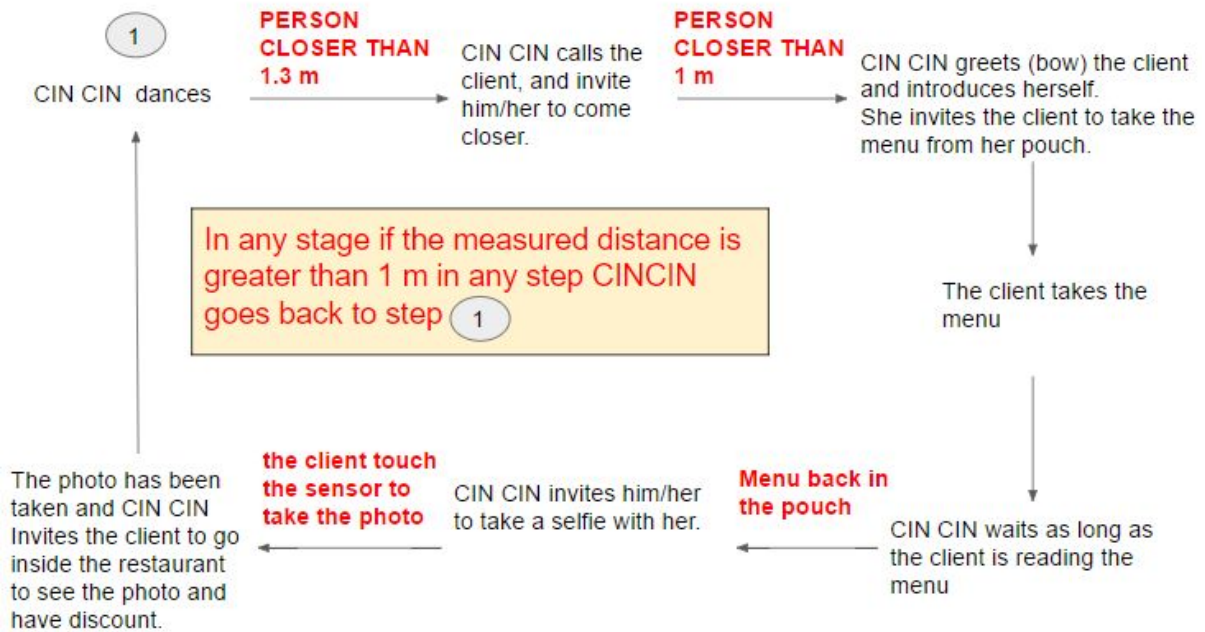 1
CIN CIN  dances
PERSON
CLOSER THAN
1.3 m
CIN CIN calls the
client, and invite
him/her to come
closer.
PERSON
CLOSER THAN
1 m
CIN CIN greets (bow) the client
and introduces herself.
She invites the client to take the
menu from her pouch.
In any stage if the measured distance is
greater than 1 m in any step CINCIN
goes back to step 1
The client takes the
menu
CIN CIN waits as long as
the client is reading the
menu
Menu back in
the pouch
CIN CIN invites him/her
to take a selfie with her.
the client touch
the sensor to
take the photo
The photo has been
taken and CIN CIN
Invites the client to go
inside the restaurant
to see the photo and
have discount.